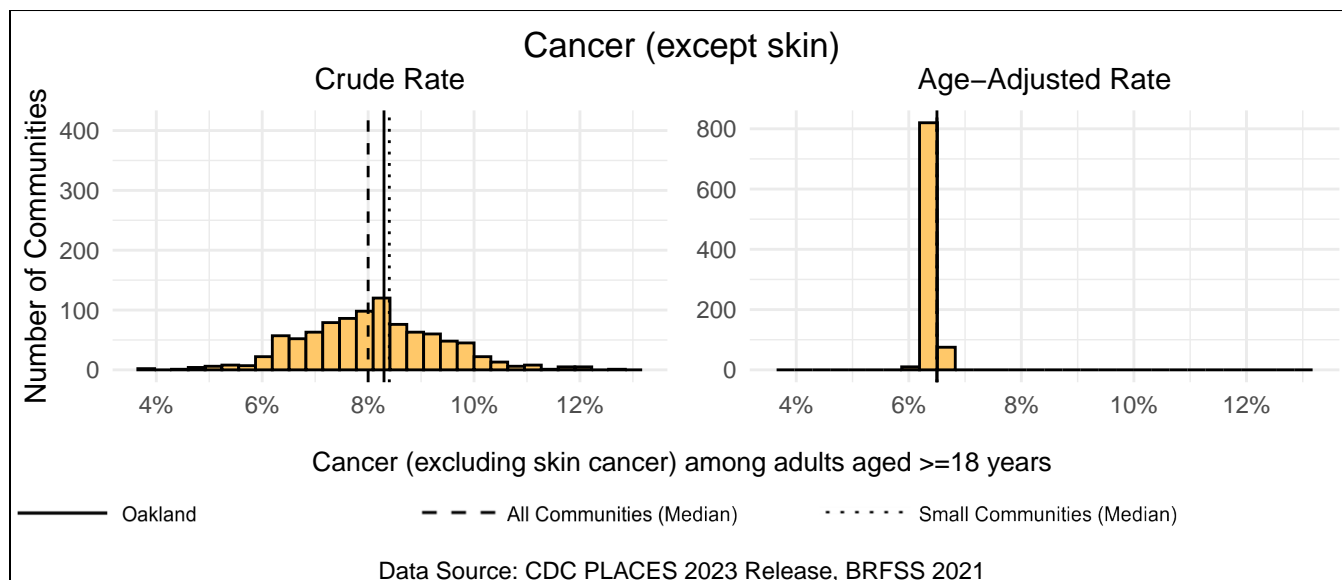 Cancer (except skin)
Crude Rate
Age−Adjusted Rate
Number of Communities
400
300
200
100
0
4%
6%
8%
10%
12%
800
600
400
200
0
4%
6%
8%
10%
12%
Cancer (excluding skin cancer) among adults aged >=18 years
Oakland
All Communities (Median)
Small Communities (Median)
Data Source: CDC PLACES 2023 Release, BRFSS 2021